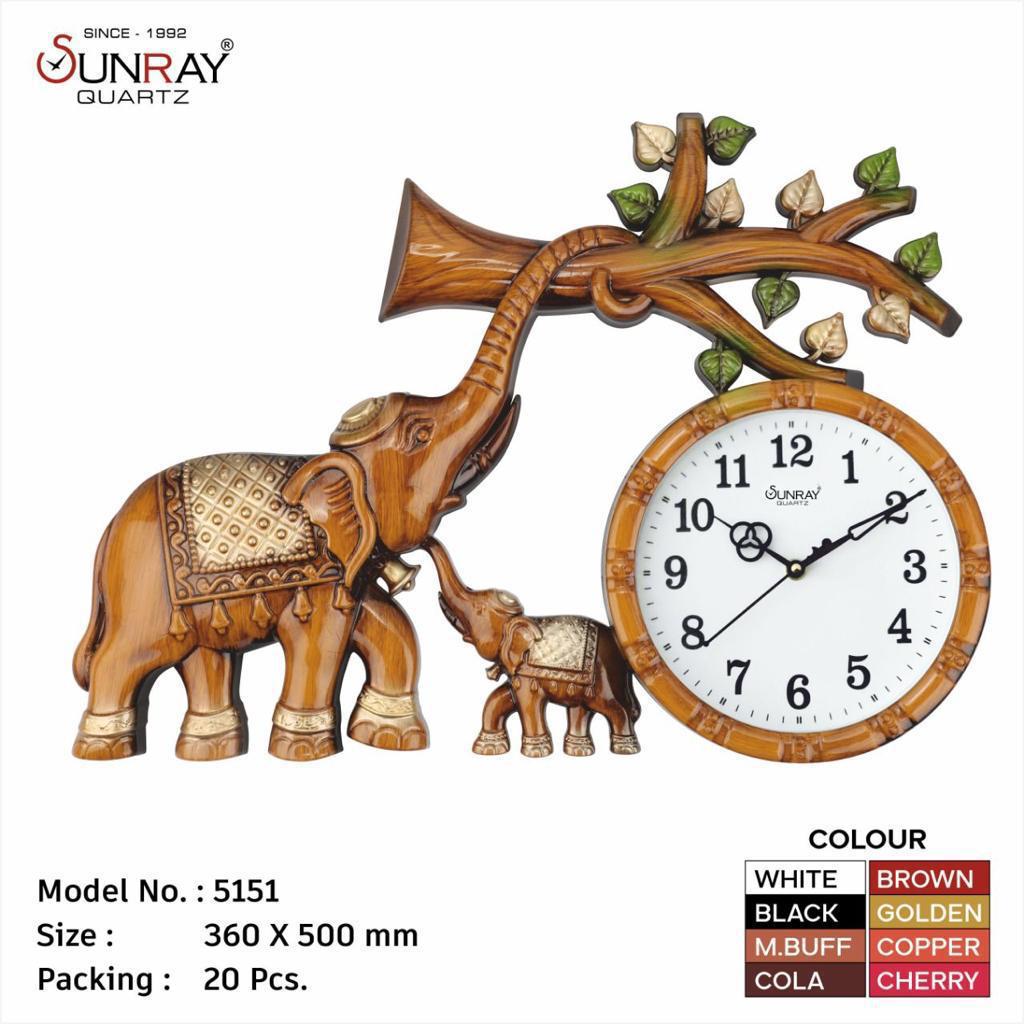 SINCE - 1992
SUNRAY®
QUARTZ
12
11
1
SUNRAY
QUARTZ
10
2
9
3
8
4
7
5
6
COLOUR
WHITE BROWN
BLACK GOLDEN
M.BUFF COPPER
COLA CHERRY
Model No. : 5151
Size : 360 X 500 mm
Packing : 20 Pcs.